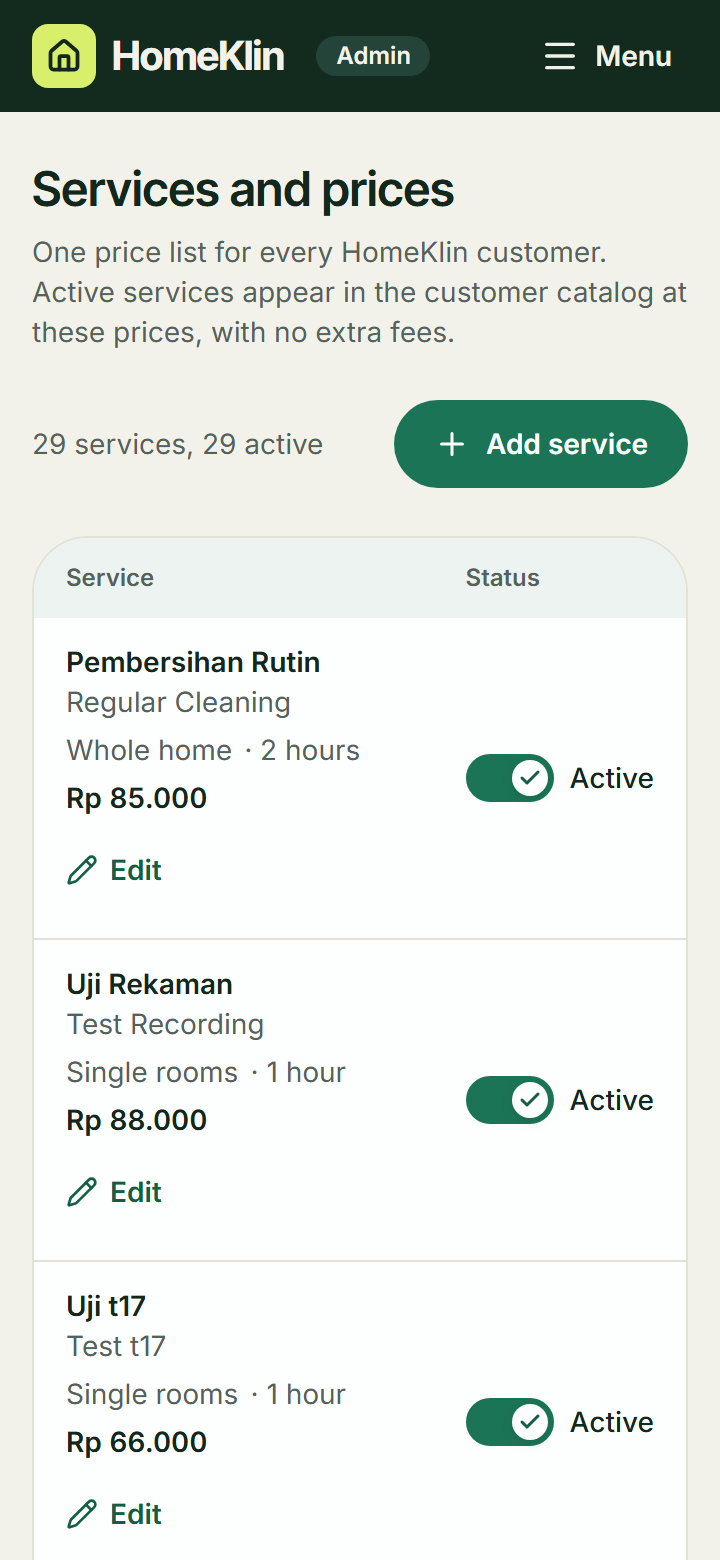 HomeKlin
Admin
Menu
Services and prices
One price list for every HomeKlin customer.
Active services appear in the customer catalog at
these prices, with no extra fees.
29 services, 29 active
Add service
Service
Status
Pembersihan Rutin
Regular Cleaning
Whole home · 2 hours
Rp 85.000
Active
Edit
Uji Rekaman
Test Recording
Single rooms · 1 hour
Rp 88.000
Active
Edit
Uji t17
Test t17
Single rooms · 1 hour
Rp 66.000
Active
Edit